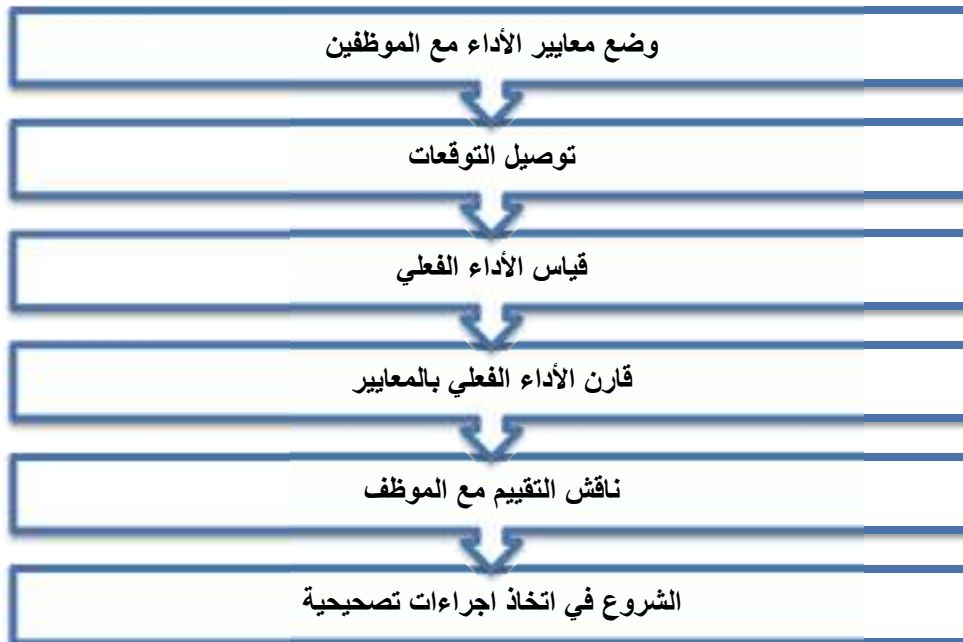 وضع معايير الأداء مع الموظفين
توصيل التوقعات
قياس الأداء الفعلي
قارن الأداء الفعلي بالمعايير
ناقش التقييم مع الموظف
الشروع في اتخاذ اجراءات تصحيحية